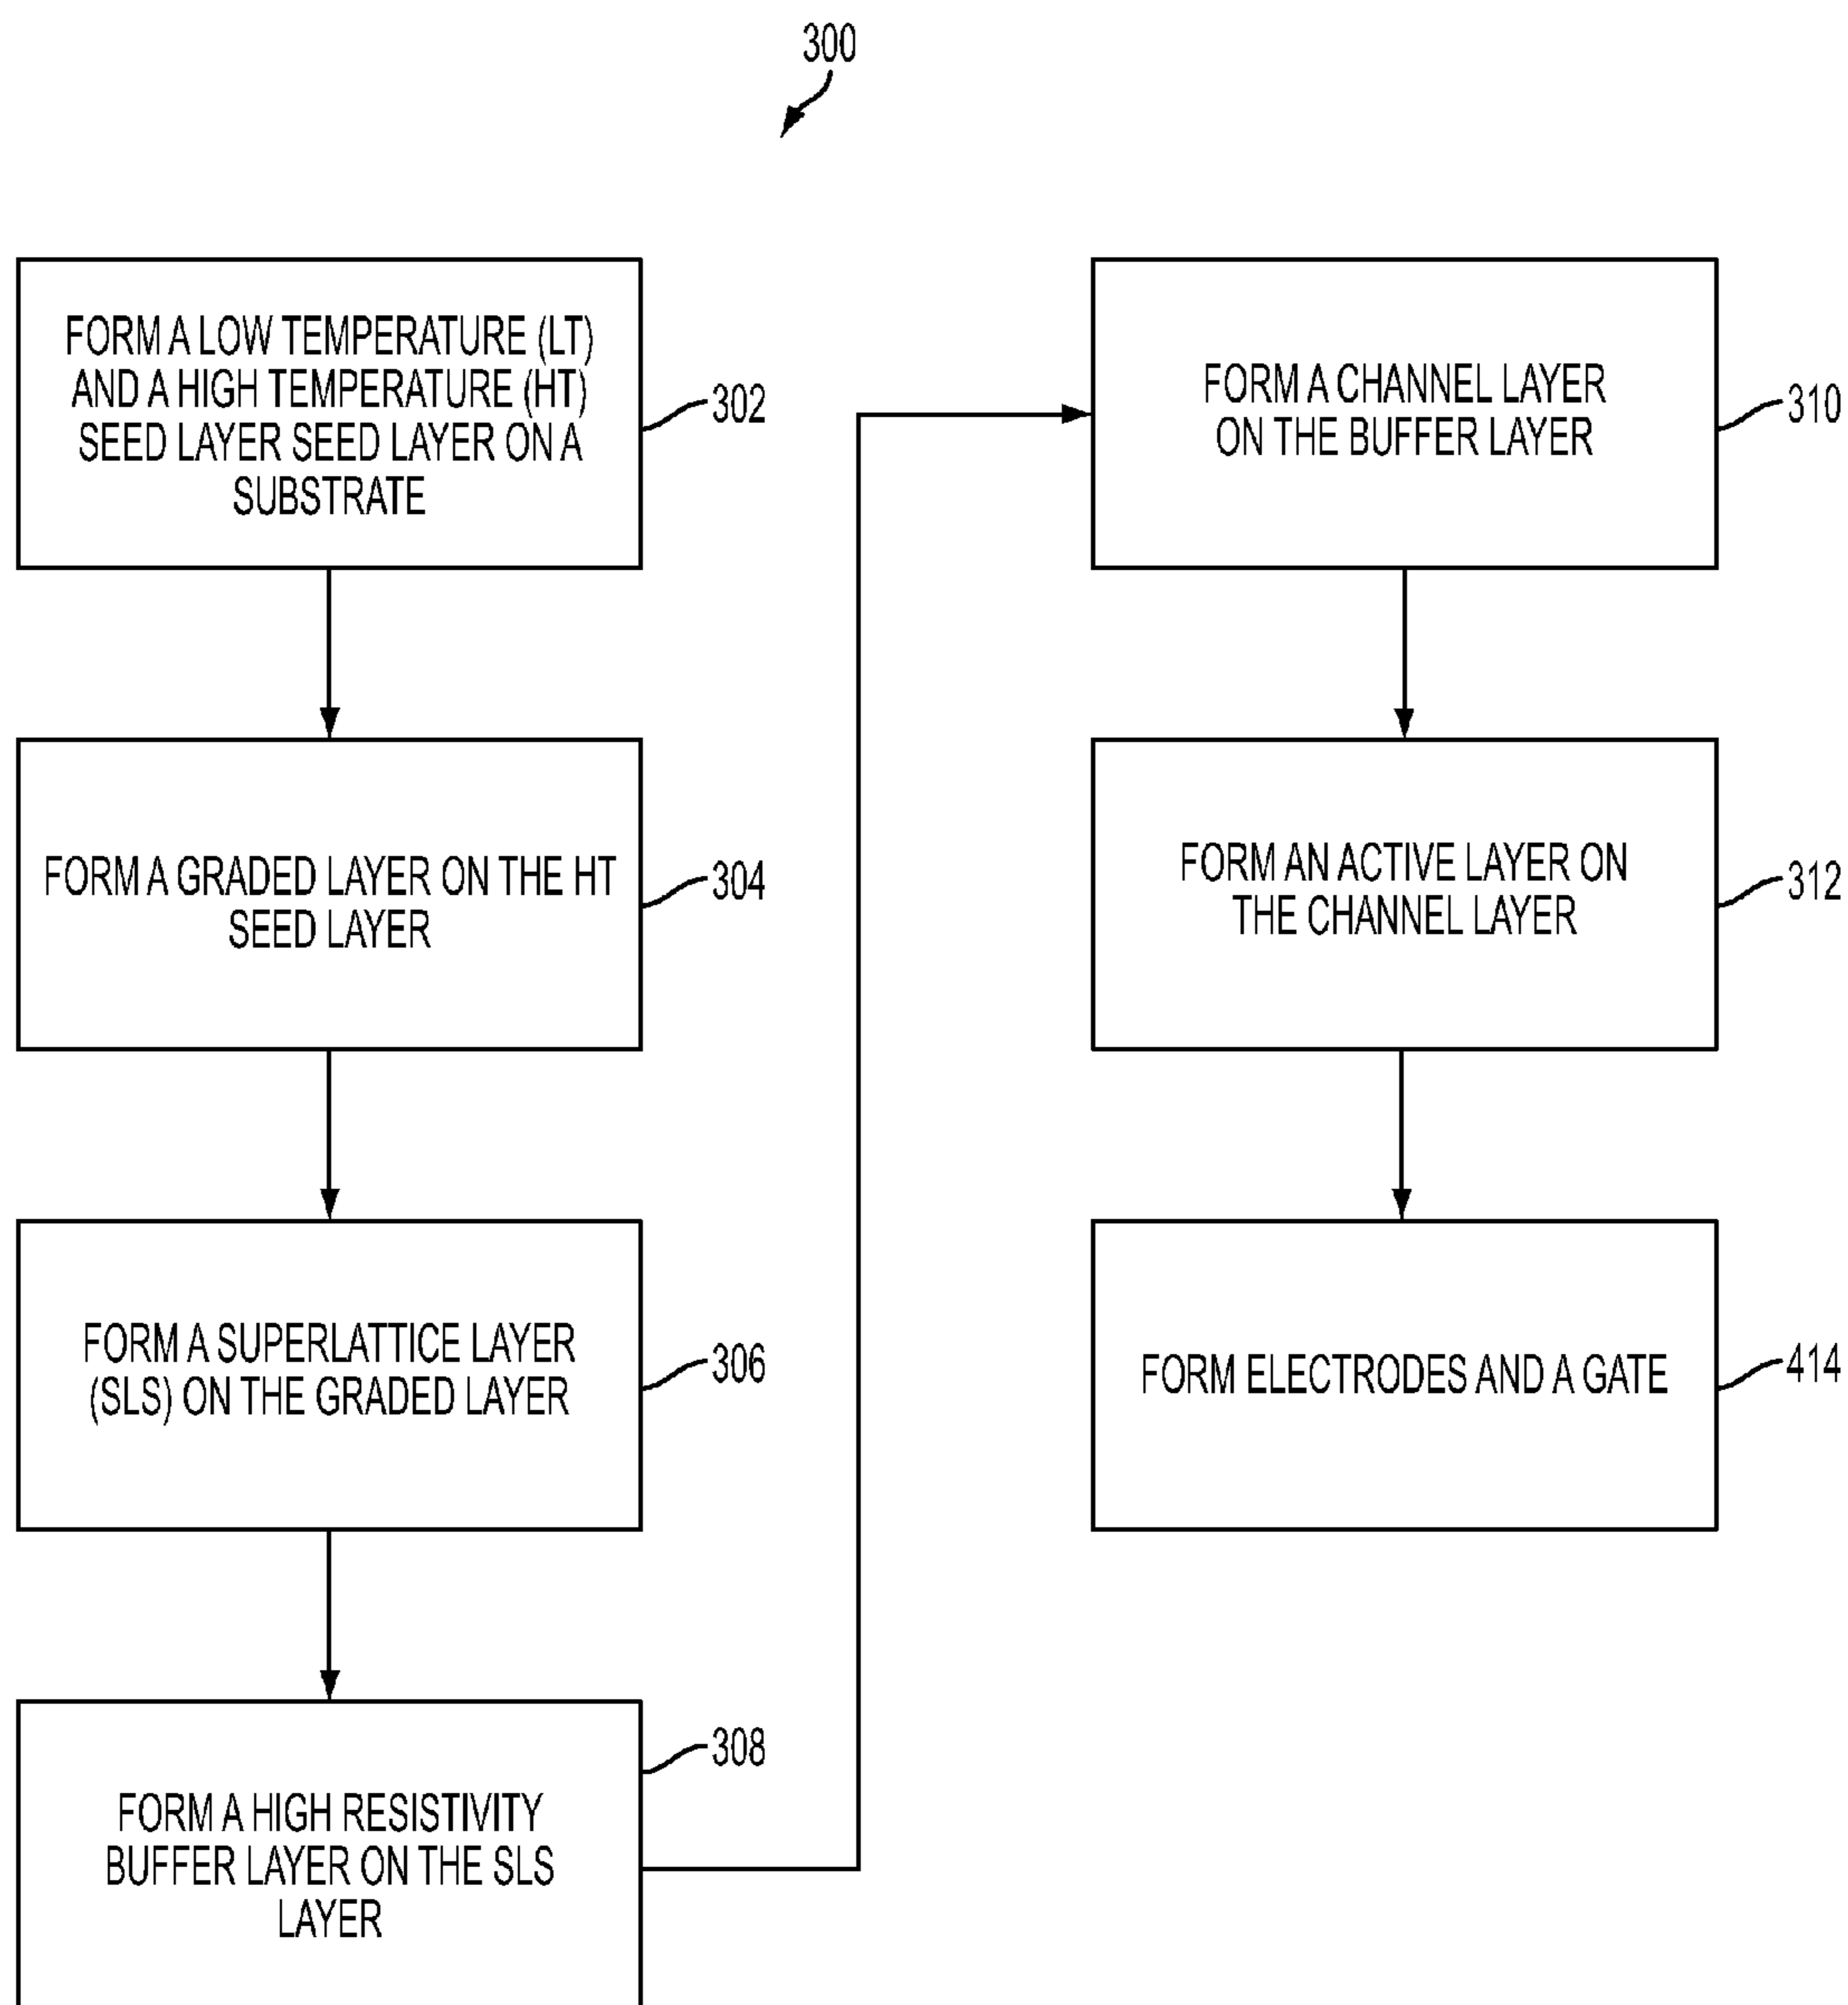 300
FORM A LOW TEMPERATURE (LT)
AND A HIGH TEMPERATURE (HT)
SEED LAYER SEED LAYER ON A
SUBSTRATE
302
FORM A GRADED LAYER ON THE HT
SEED LAYER
304
FORM A SUPERLATTICE LAYER
(SLS) ON THE GRADED LAYER
306
FORM A HIGH RESISTIVITY
BUFFER LAYER ON THE SLS
LAYER
308
FORM A CHANNEL LAYER
ON THE BUFFER LAYER
310
FORM AN ACTIVE LAYER ON
THE CHANNEL LAYER
312
FORM ELECTRODES AND A GATE
414